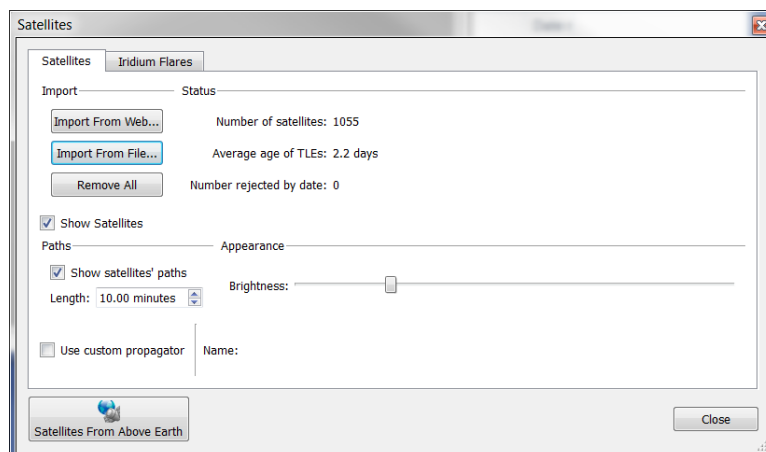 Satellites
Satellites Iridium Flares
Import Status
Import From Web... Number of satellites: 1055
Import From File... Average age of TLEs: 2.2 days
Remove All Number rejected by date: 0
Show Satellites
Paths Appearance
Show satellites' paths
Brightness:
Length: 10.00 minutes
Use custom propagator Name:
Satellites From Above Earth
Close